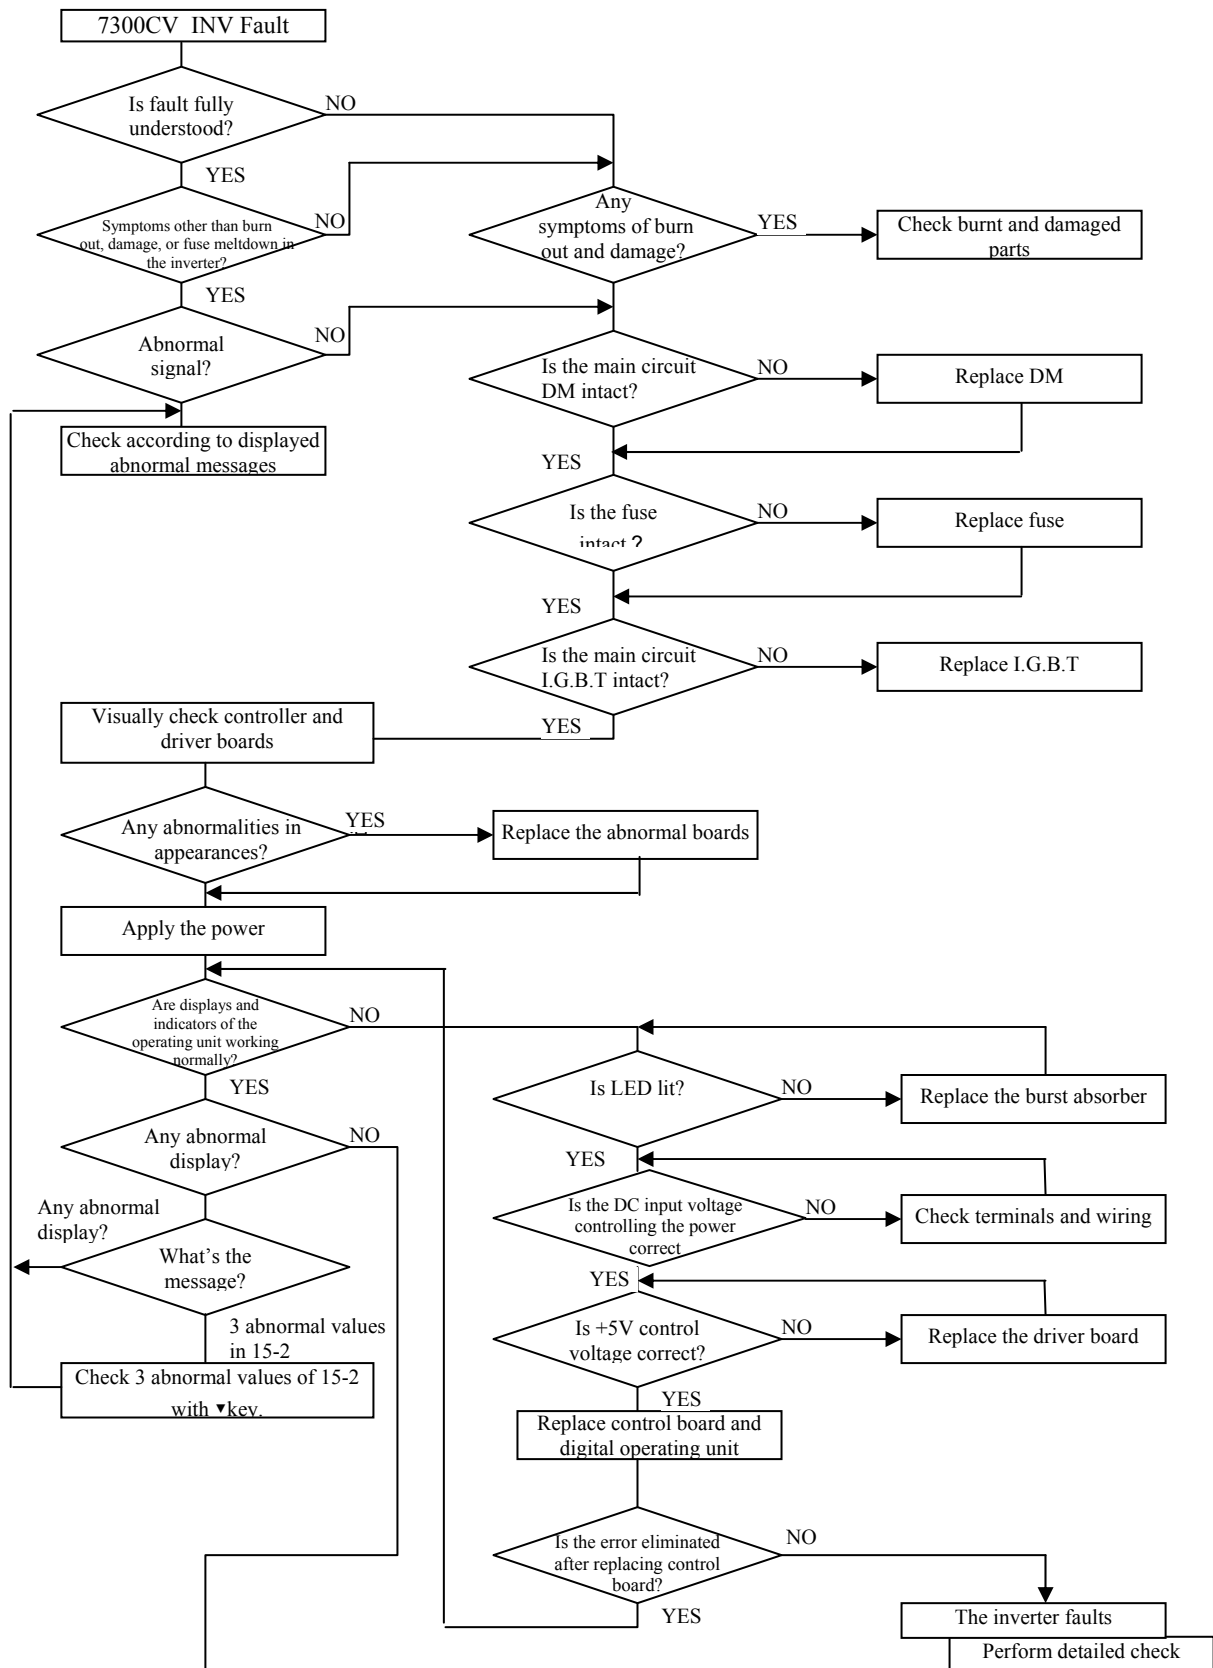 7300CV INV Fault
Is fault fully
understood?
NO
YES
Symptoms other than burn
out, damage, or fuse meltdown in
the inverter?
NO
YES
Any
symptoms of burn
out and damage?
YES
Check burnt and damaged
parts
Abnormal
signal?
NO
Check according to displayed
abnormal messages
Is the main circuit
DM intact?
NO
Replace DM
YES
Is the fuse
intact ?
NO
Replace fuse
YES
Is the main circuit
I.G.B.T intact?
NO
Replace I.G.B.T
YES
Visually check controller and
driver boards
Any abnormalities in
appearances?
YES
Replace the abnormal boards
Apply the power
Are displays and
indicators of the
operating unit working
normally?
NO
YES
Is LED lit?
NO
Replace the burst absorber
YES
Any abnormal
display?
NO
Any abnormal
display?
What's the
message?
3 abnormal values
in 15-2
Check 3 abnormal values of 15-2
with ▼key.
Is the DC input voltage
controlling the power
correct
NO
Check terminals and wiring
YES
Is +5V control
voltage correct?
NO
Replace the driver board
YES
Replace control board and
digital operating unit
Is the error eliminated
after replacing control
board?
NO
YES
The inverter faults
Perform detailed check